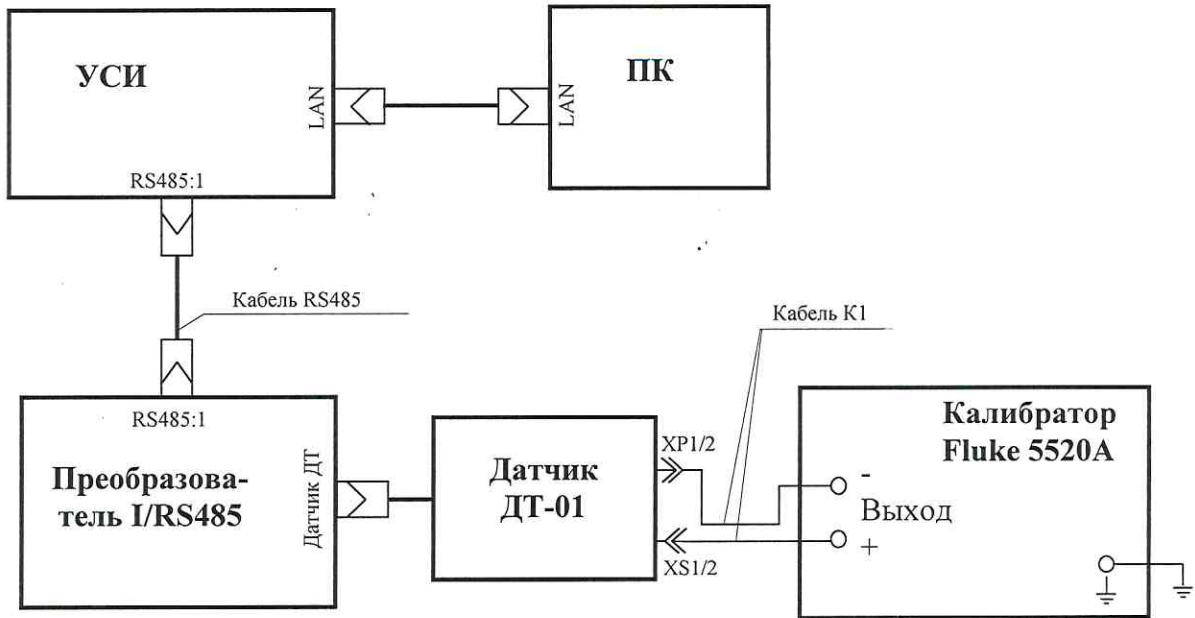 УСИ
LAN
RS485:1
ПК
LAN
Кабель RS485
Кабель К1
RS485:1
Преобразова-
тель I/RS485
Датчик ДТ
Датчик
ДТ-01
XP1/2
XS1/2
Калибратор
Fluke 5520A
-
Выход
+